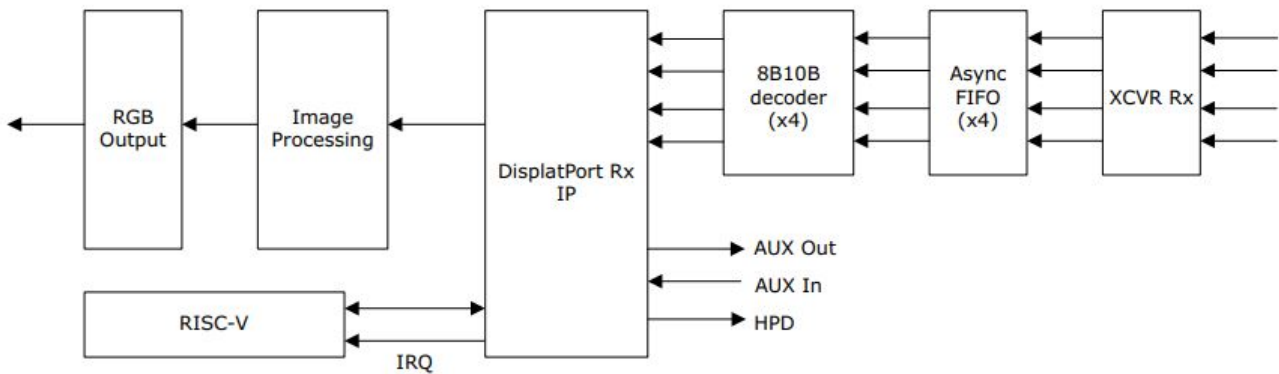 RGB
Output
Image
Processing
DisplatPort Rx
IP
8B10B
decoder
(x4)
Async
FIFO
(x4)
XCVR Rx
AUX Out
AUX In
HPD
RISC-V
IRQ